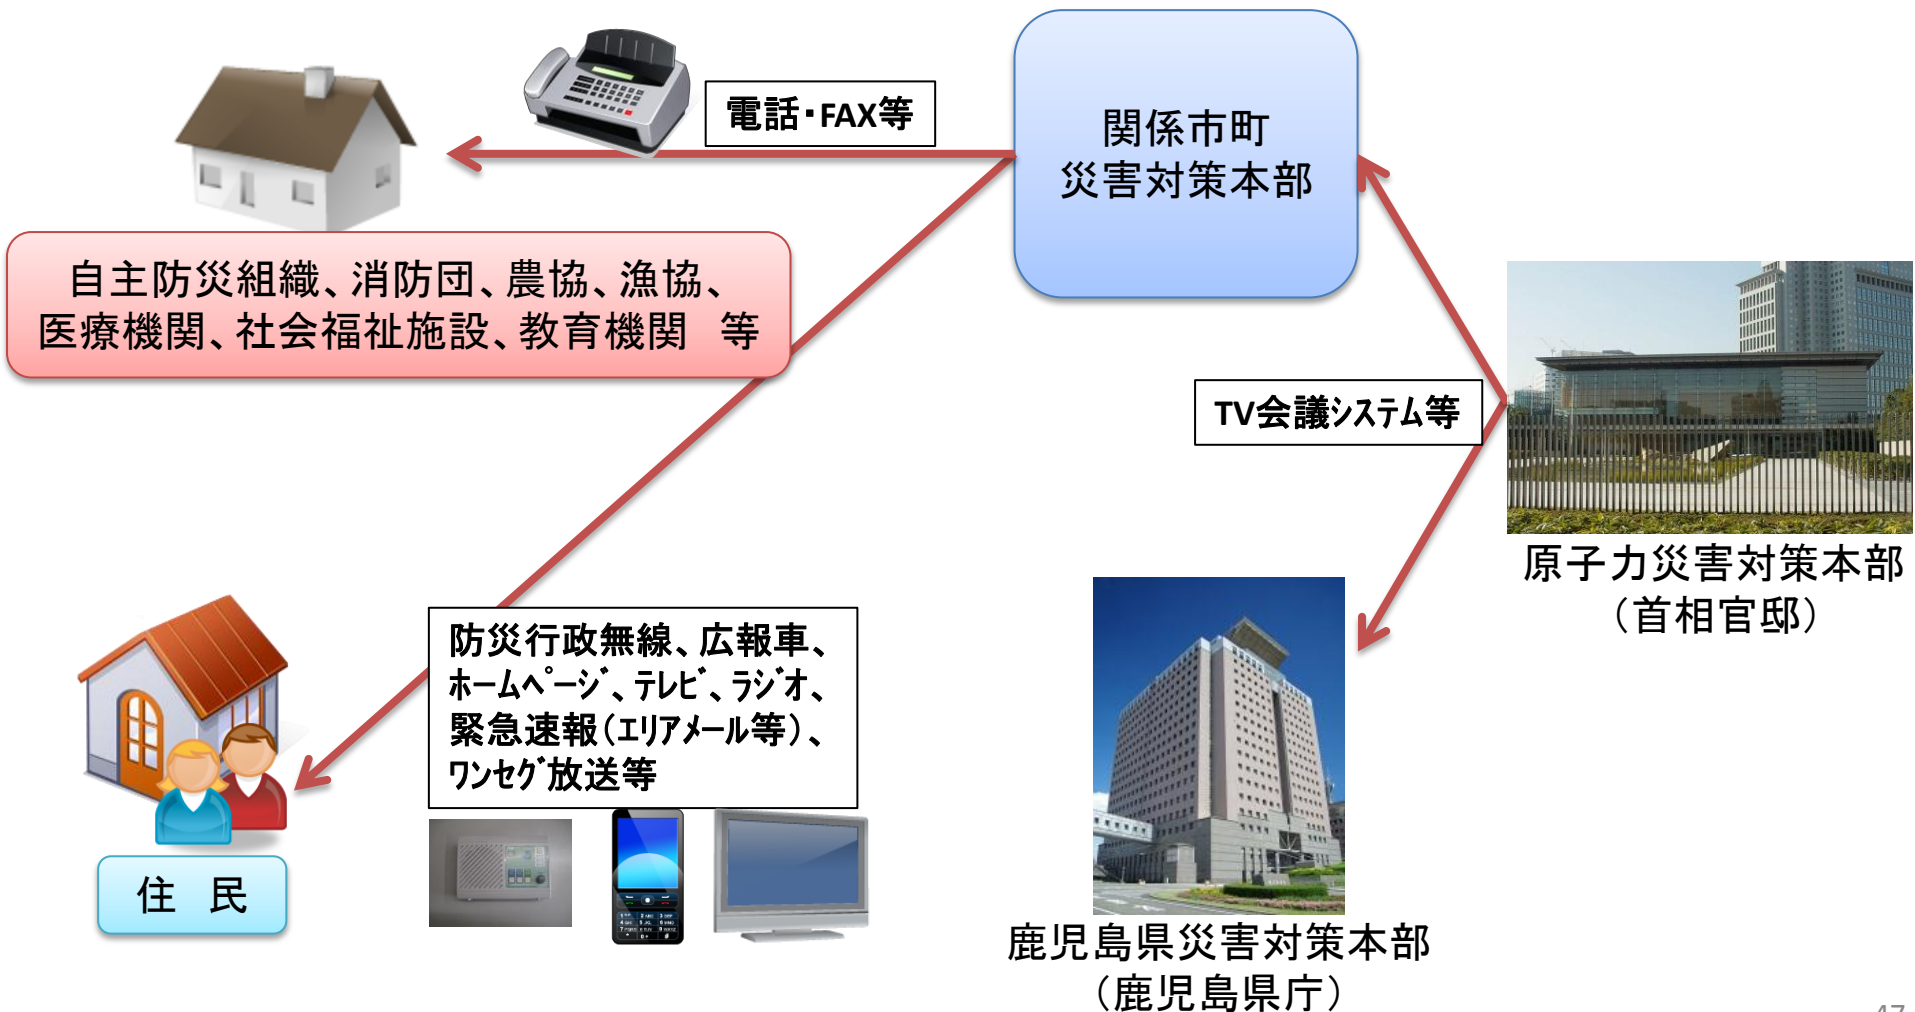 電話・FAX等
関係市町
災害対策本部
自主防災組織、消防団、農協、漁協、
医療機関、社会福祉施設、教育機関　等
TV会議ｼｽﾃﾑ等
原子力災害対策本部
（首相官邸）
防災行政無線、広報車、
ﾎｰﾑﾍﾟｰｼﾞ、ﾃﾚﾋﾞ、ﾗｼﾞｵ、
緊急速報（ｴﾘｱﾒｰﾙ等）、
ﾜﾝｾｸﾞ放送等
住　民
鹿児島県災害対策本部
（鹿児島県庁）
47